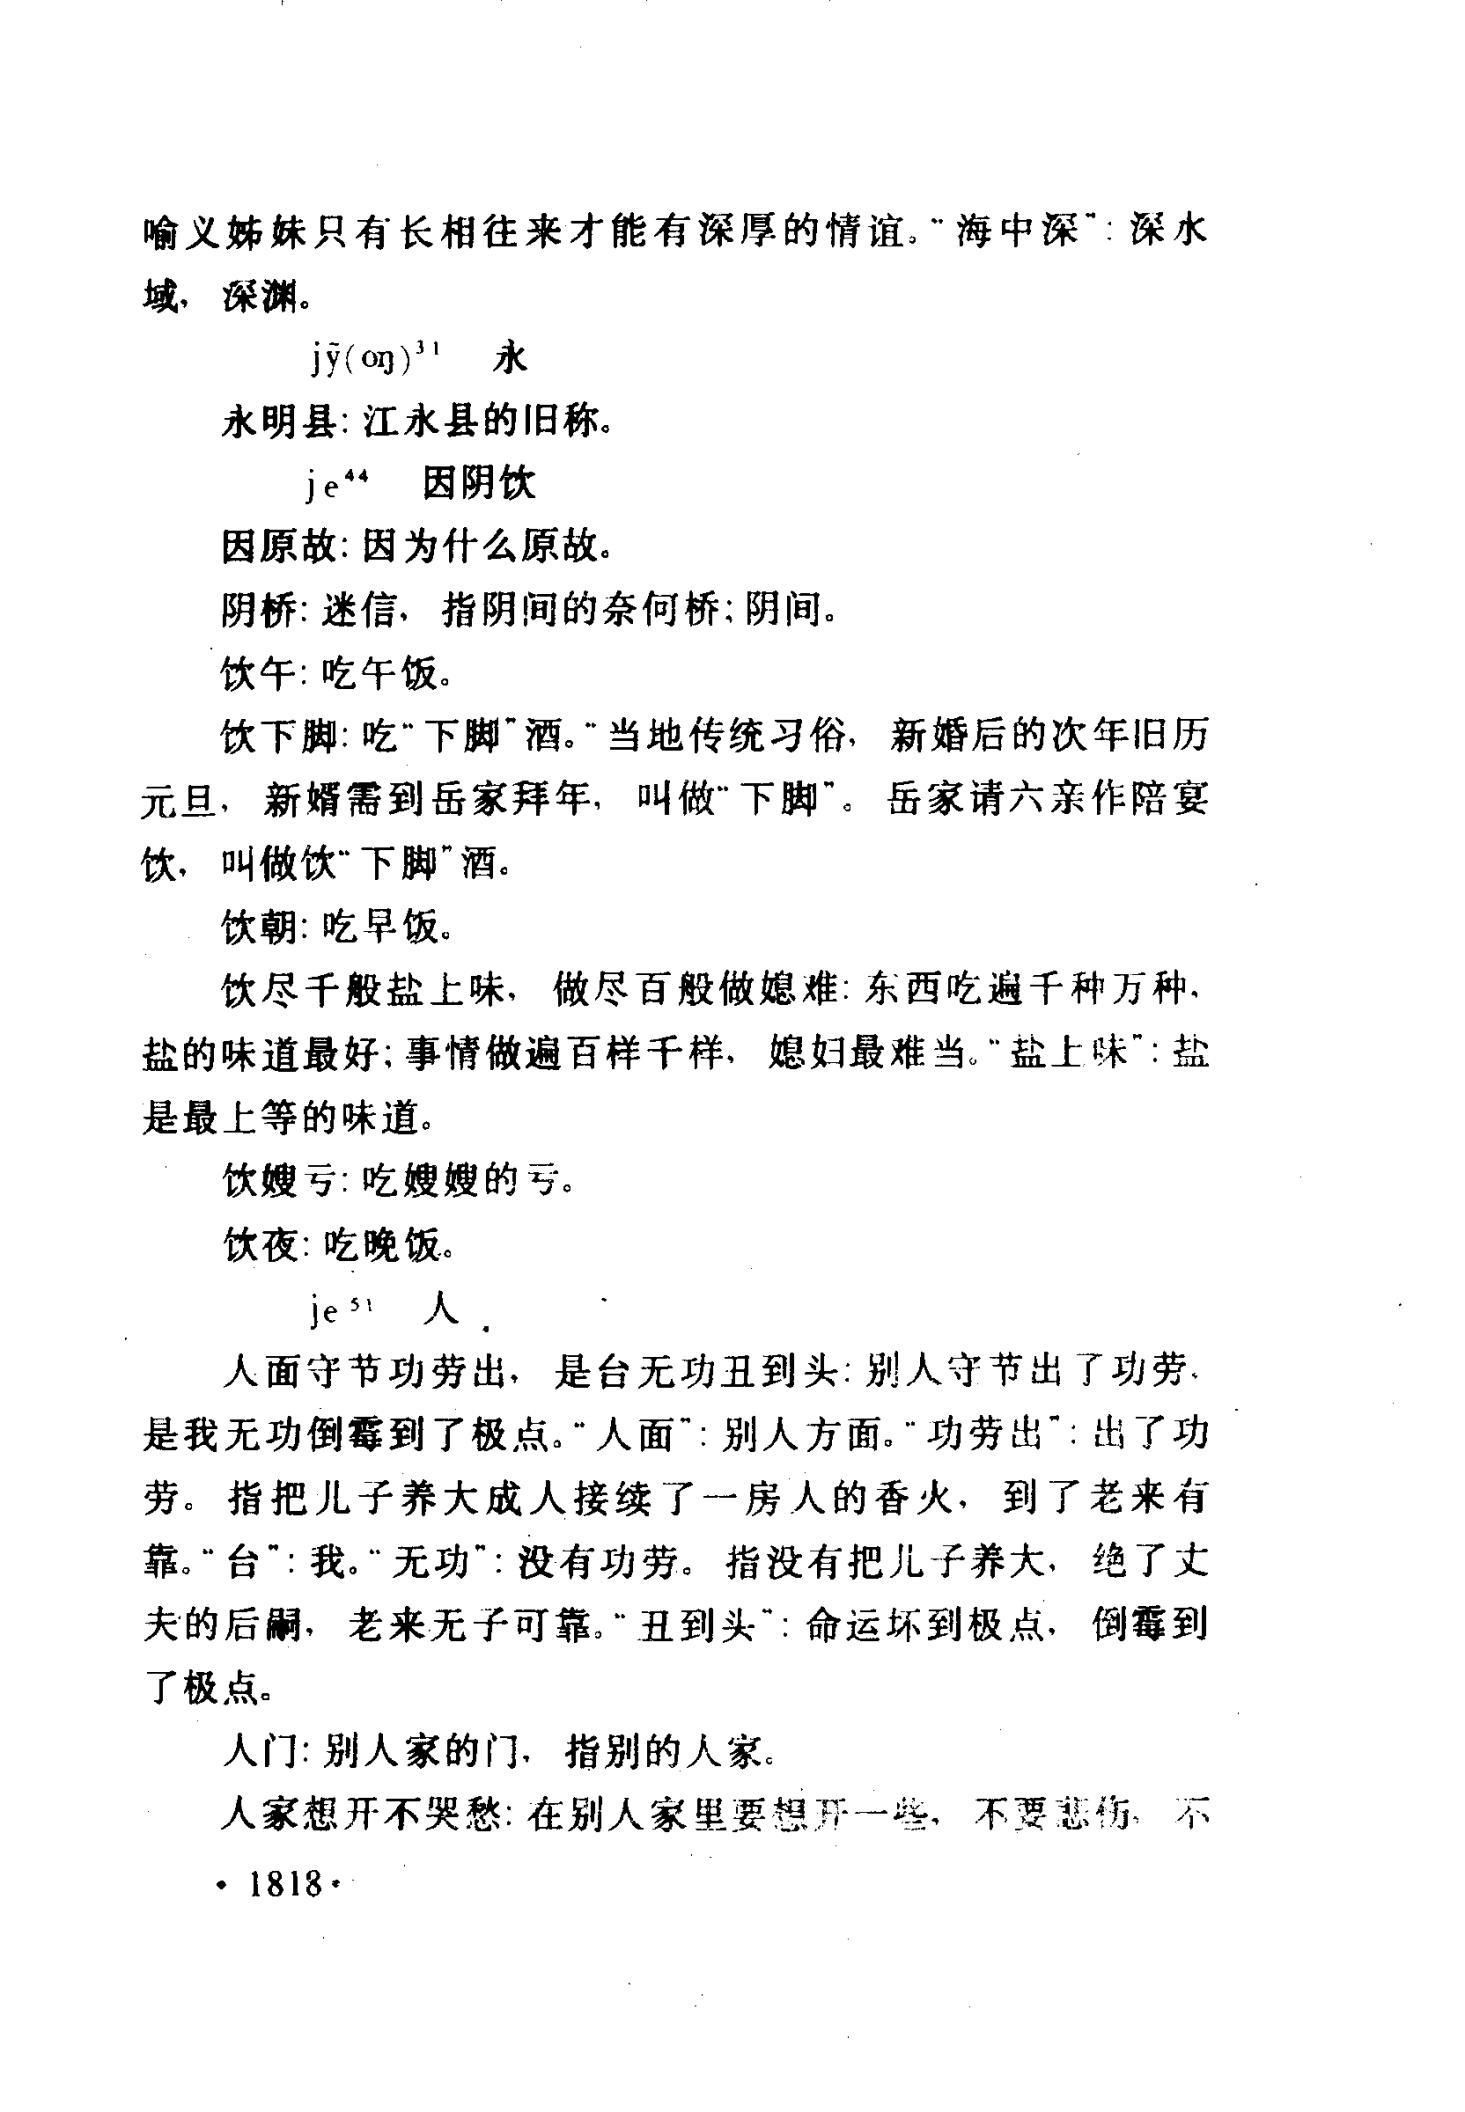 喻义姊妹只有长相往来才能有深厚的情谊。“海中深”：深水
域，深渊。
jỹ(oŋ)³¹　永
永明县：江永县的旧称。
je⁴⁴　因阴饮
因原故：因为什么原故。
阴桥：迷信，指阴间的奈何桥；阴间。
饮午：吃午饭。
饮下脚：吃“下脚”酒。“当地传统习俗，新婚后的次年旧历
元旦，新婿需到岳家拜年，叫做“下脚”。岳家请六亲作陪宴
饮，叫做饮“下脚”酒。
饮朝：吃早饭。
饮尽千般盐上味，做尽百般做媳难：东西吃遍千种万种，
盐的味道最好；事情做遍百样千样，媳妇最难当。“盐上味”：盐
是最上等的味道。
饮嫂亏：吃嫂嫂的亏。
饮夜：吃晚饭。
je⁵¹　人
人面守节功劳出，是台无功丑到头：别人守节出了功劳，
是我无功倒霉到了极点。“人面”：别人方面。“功劳出”：出了功
劳。指把儿子养大成人接续了一房人的香火，到了老来有
靠。“台”：我。“无功”：没有功劳。指没有把儿子养大，绝了丈
夫的后嗣，老来无子可靠。“丑到头”：命运坏到极点，倒霉到
了极点。
人门：别人家的门，指别的人家。
人家想开不哭愁：在别人家里要想开一些，不要悲伤，不
·1818·